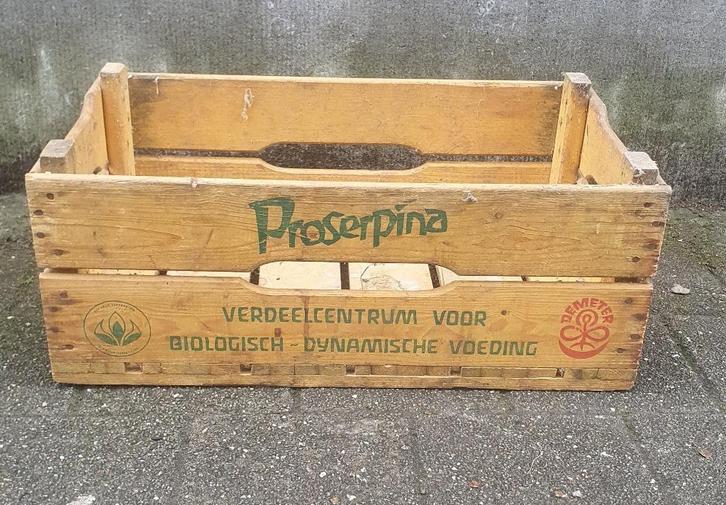 Proserpina
VERDEELCENTRUM VOOR
BIOLOGISCH - DYNAMISCHE VOEDING
DEMETER